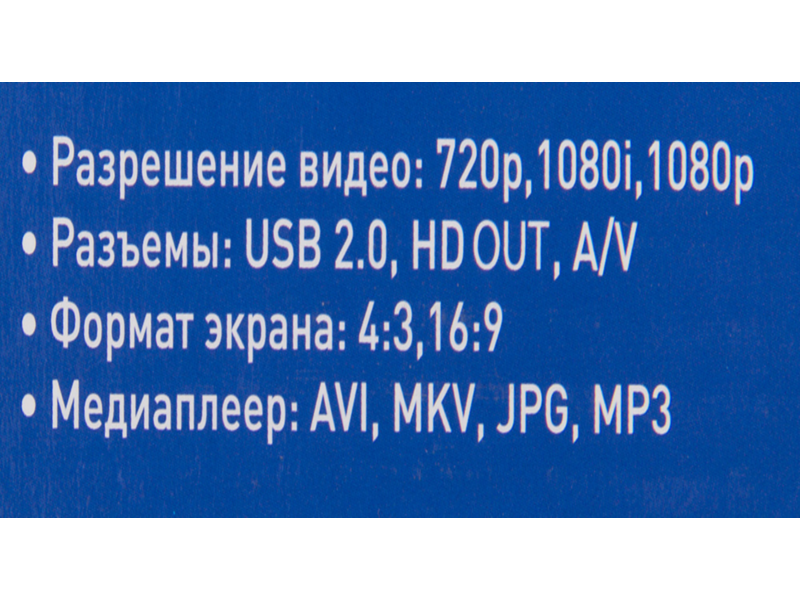 • Разрешение видео: 720p,1080i,1080p
• Разъемы: USB 2.0, HD OUT, A/V
• Формат экрана: 4:3,16:9
• Медиаплеер: AVI, MKV, JPG, MP3